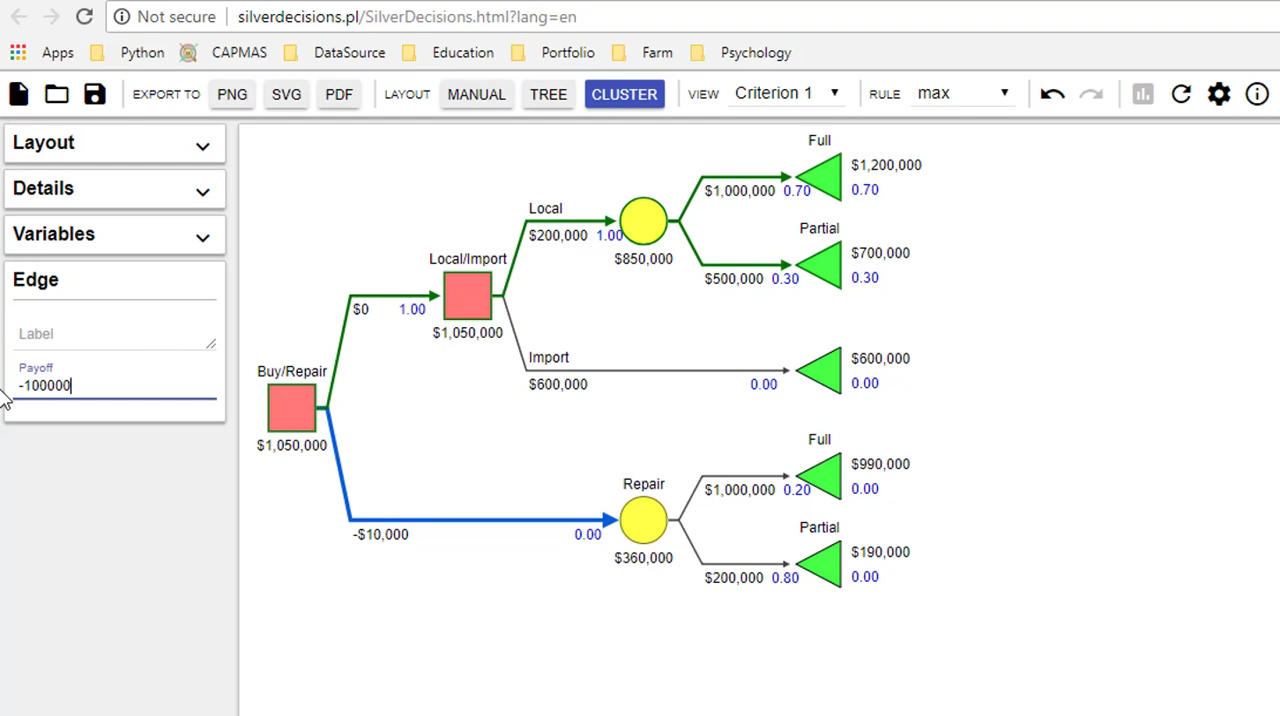 Not secure silverdecisions.pl/SilverDecisions.html?lang=en
Apps Python CAPMAS DataSource Education Portfolio Farm Psychology
EXPORT TO PNG SVG PDF LAYOUT MANUAL TREE CLUSTER VIEW Criterion 1 RULE max
Layout
Details
Variables
Edge
Label
Payoff
-100000
Full
$1,200,000
$1,000,000 0.70
0.70
Local
$200,000 1.00
$850,000
Partial
$700,000
$500,000 0.30
0.30
Local/Import
$0 1.00
$1,050,000
Import
$600,000 0.00
$600,000
0.00
Buy/Repair
$1,050,000
Full
$990,000
$1,000,000 0.20
0.00
Repair
-$10,000 0.00
$360,000
Partial
$190,000
$200,000 0.80
0.00